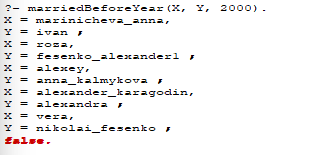 ?- marriedBeforeYear(X, Y, 2000).
X = marinicheva_anna,
Y = ivan ;
X = rosa,
Y = fesenko_alexander1 ;
X = alexey,
Y = anna_kalmykova ;
X = alexander_karagodin,
Y = alexandra ;
X = vera,
Y = nikolai_fesenko ;
false.